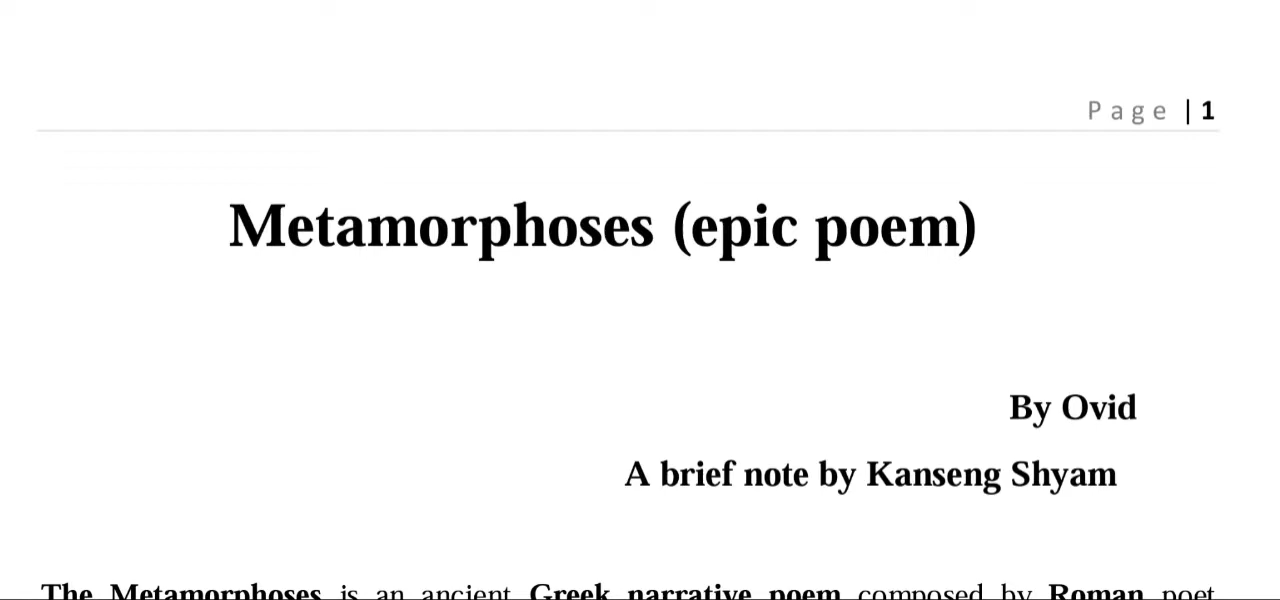 Page | 1
Metamorphoses (epic poem)
By Ovid
A brief note by Kanseng Shyam
The Metamorphoses is an ancient Greek narrative poem composed by Roman poet